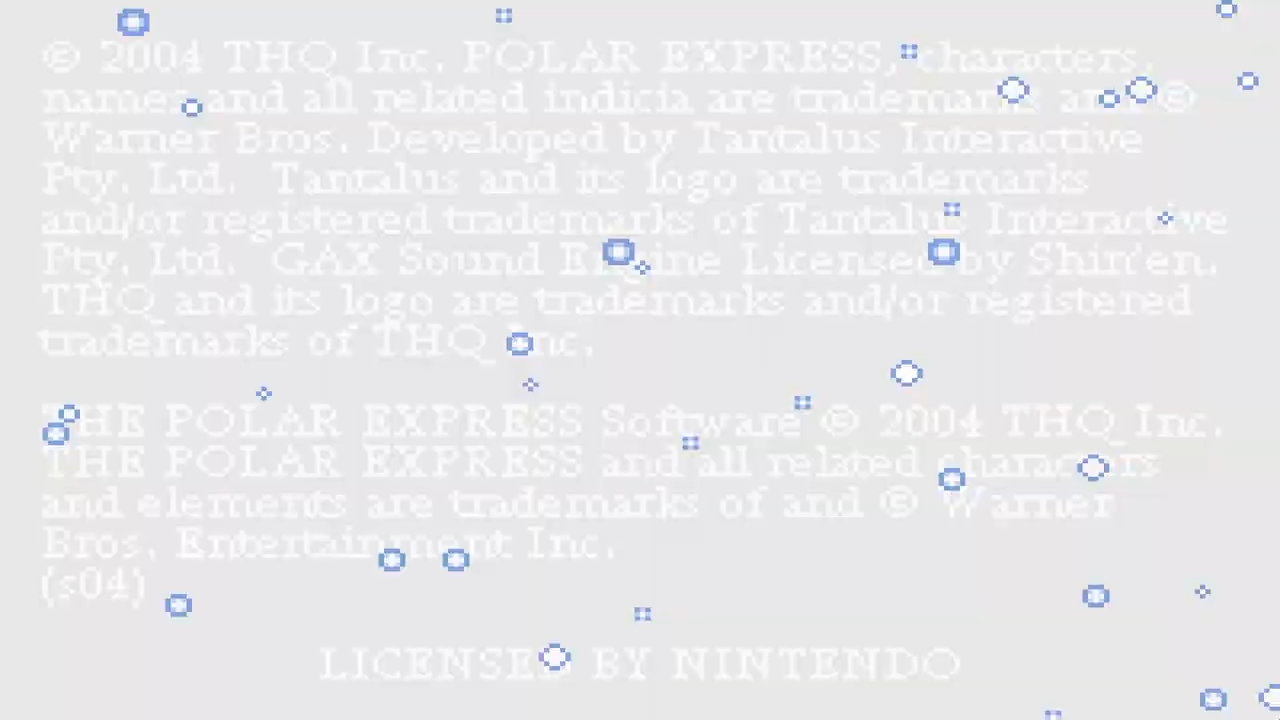 © 2004 THQ Inc. POLAR EXPRESS, characters,
names and all related indicia are trademarks and ©
Warner Bros. Developed by Tantalus Interactive
Pty. Ltd. Tantalus and its logo are trademarks
and/or registered trademarks of Tantalus Interactive
Pty. Ltd. GAX Sound Engine Licensed by Shin'en.
THQ and its logo are trademarks and/or registered
trademarks of THQ Inc.
THE POLAR EXPRESS Software © 2004 THQ Inc.
THE POLAR EXPRESS and all related characters
and elements are trademarks of and © Warner
Bros. Entertainment Inc.
(s04)
LICENSED BY NINTENDO